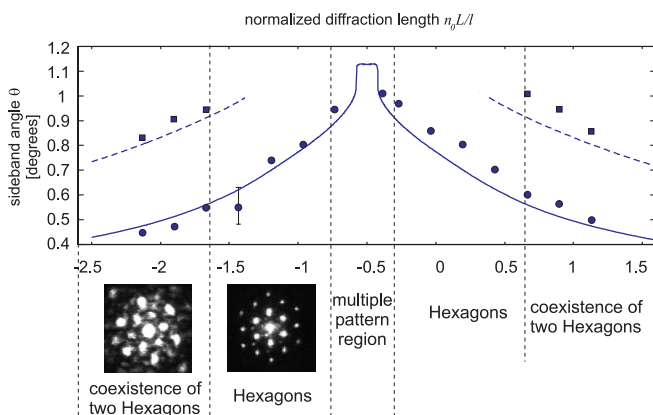 normalized diffraction length n₀L/l
sideband angle θ
[degrees]
1.2
1.1
1
0.9
0.8
0.7
0.6
0.5
0.4
-2.5
-2
-1.5
-1
-0.5
0
0.5
1
1.5
coexistence of
two Hexagons
Hexagons
multiple
pattern
region
Hexagons
coexistence of
two Hexagons